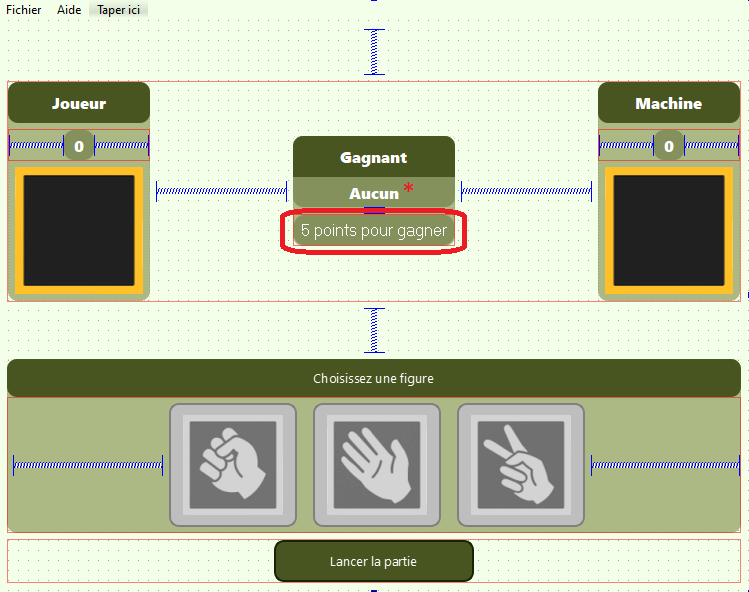 Fichier Aide Taper ici
Joueur
Machine
0
0
Gagnant
Aucun *
5 points pour gagner
Choisissez une figure
Lancer la partie